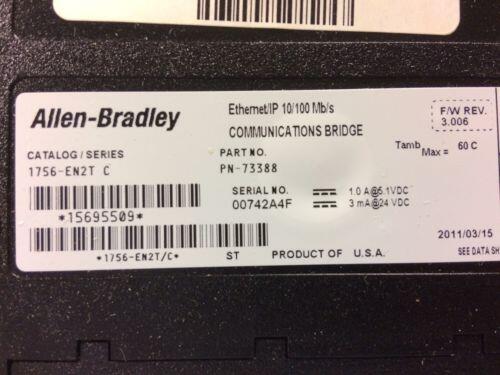 Allen-Bradley
Ethernet/IP 10/100 Mb/s
COMMUNICATIONS BRIDGE
F/W REV.
3.006
CATALOG / SERIES
1756-EN2T C
PART NO.
PN-73388
Tamb Max = 60 C
SERIAL NO.
00742A4F
1.0 A@5.1VDC
3 mA@24 VDC
*15695509*
2011/03/15
*1756-EN2T/C*
ST
PRODUCT OF U.S.A.
SEE DATA SH